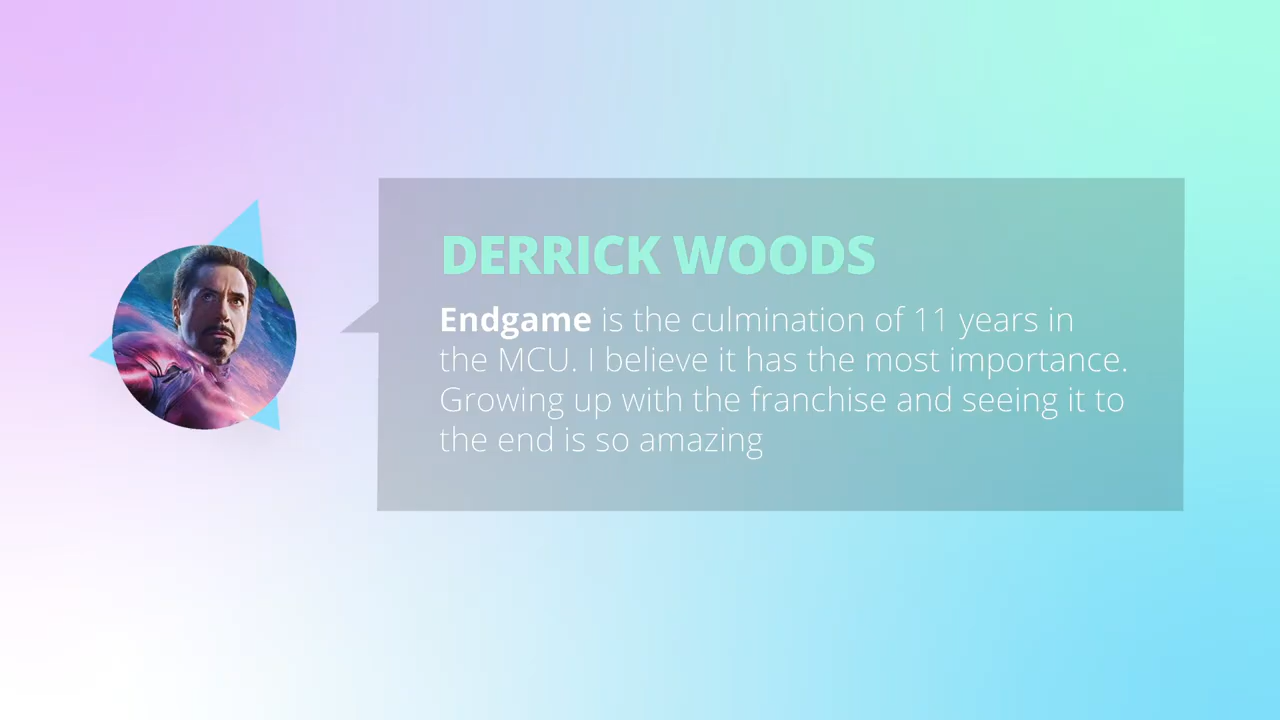 DERRICK WOODS
Endgame is the culmination of 11 years in
the MCU. I believe it has the most importance.
Growing up with the franchise and seeing it to
the end is so amazing